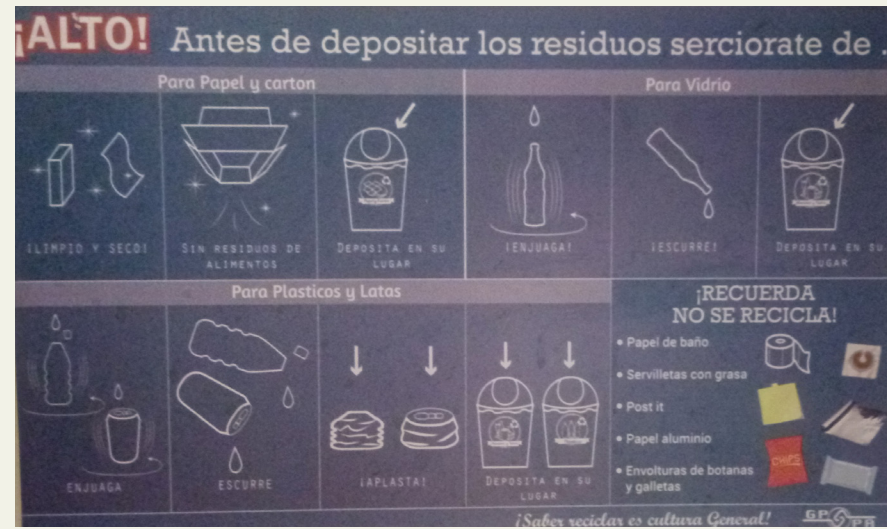 ¡ALTO! Antes de depositar los residuos serciorate de .
Para Papel y carton
¡LIMPIO Y SECO!
SIN RESIDUOS DE
ALIMENTOS
DEPOSITA EN SU
LUGAR
Para Vidrio
¡ENJUAGA!
¡ESCURRE!
DEPOSITA EN SU
LUGAR
Para Plasticos y Latas
ENJUAGA
ESCURRE
¡APLASTA!
DEPOSITA EN SU
LUGAR
¡RECUERDA
NO SE RECICLA!
• Papel de baño
• Servilletas con grasa
• Post it
• Papel aluminio
• Envolturas de botanas
y galletas
CHIPS
¡Saber reciclar es cultura General!